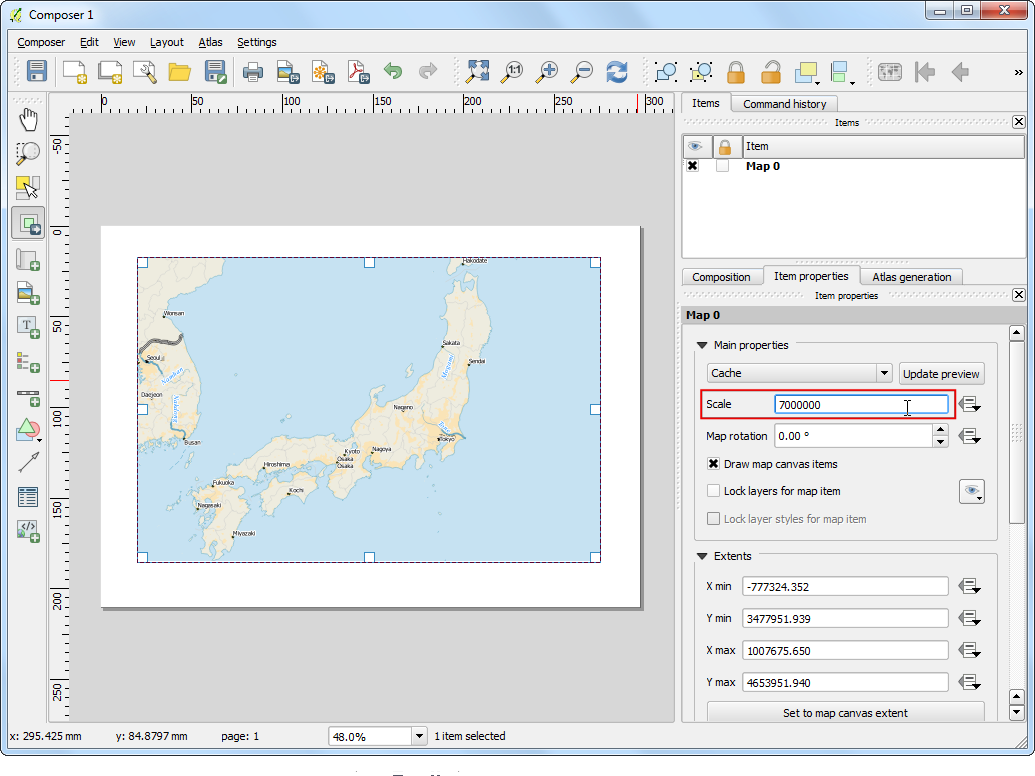 Composer 1
Composer Edit View Layout Atlas Settings
1:1
»
0 50 100 150 200 250 300
-50
0
50
100
150
200
250
Items Command history
Items
Item
Map 0
Composition Item properties Atlas generation
Item properties
Map 0
Main properties
Cache Update preview
Scale 7000000
Map rotation 0.00 °
Draw map canvas items
Lock layers for map item
Lock layer styles for map item
Extents
X min -777324.352
Y min 3477951.939
X max 1007675.650
Y max 4653951.940
Set to map canvas extent
Hakodate
Wonsan
Sakata
Seoul
Sendai
Daejeon
Nagano
Busan
Tokyo
Kyoto
Nagoya
Osaka
Osaka
Hiroshima
Kochi
Fukuoka
Nagasaki
Miyazaki
x: 295.425 mm y: 84.8797 mm page: 1 48.0% 1 item selected